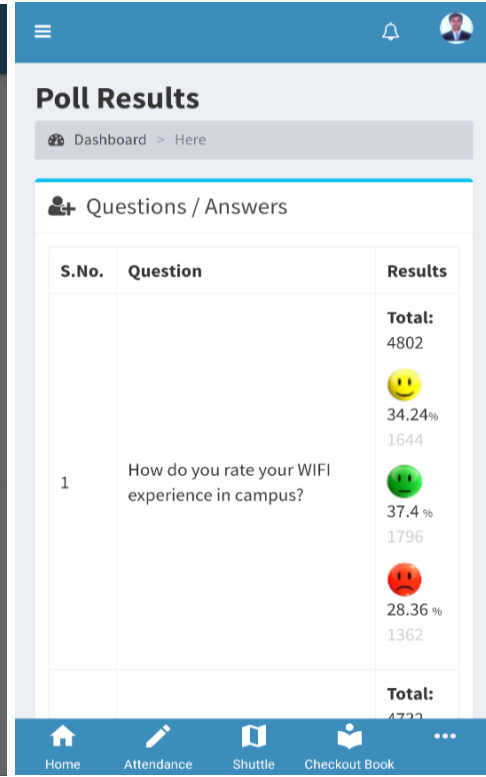 Poll Results
Dashboard > Here
Questions / Answers
S.No. Question Results
Total:
4802
34.24%
1644
1
How do you rate your WIFI
experience in campus?
37.4 %
1796
28.36 %
1362
Total:
4732
Home Attendance Shuttle Checkout Book